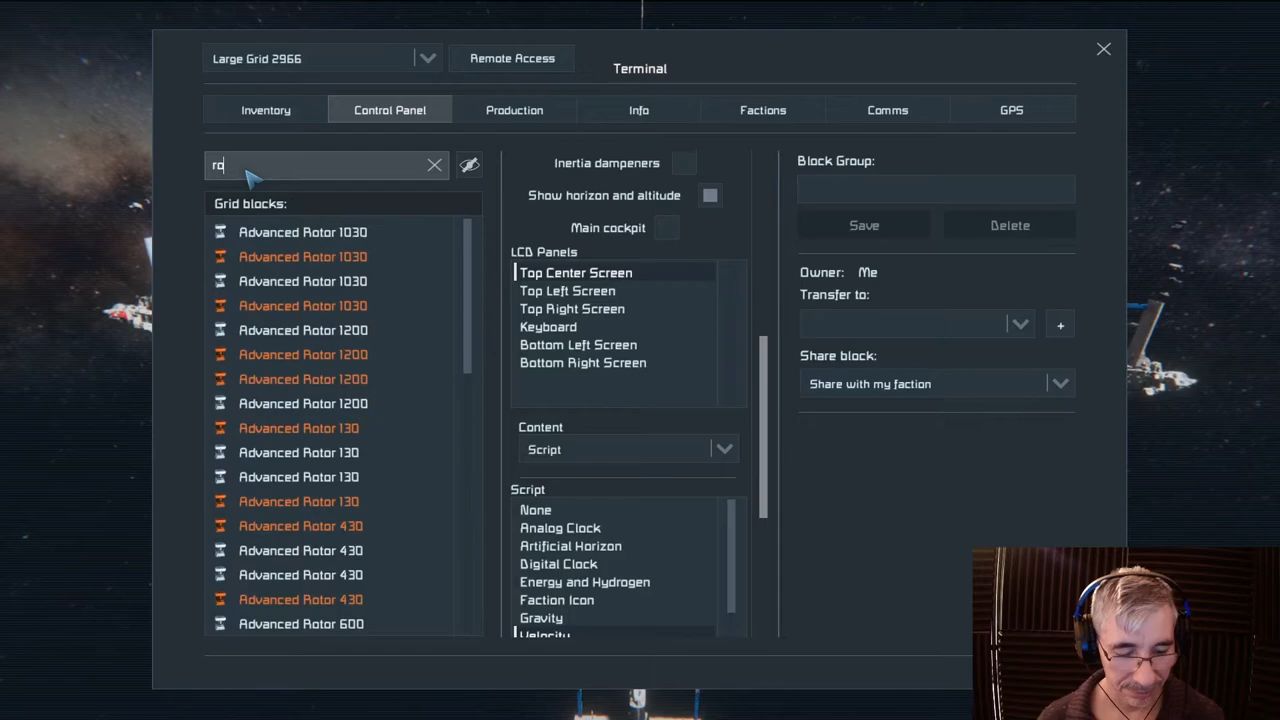 Large Grid 2966
Remote Access
Terminal
Inventory
Control Panel
Production
Info
Factions
Comms
GPS
ro
Grid blocks:
Advanced Rotor 1030
Advanced Rotor 1030
Advanced Rotor 1030
Advanced Rotor 1030
Advanced Rotor 1200
Advanced Rotor 1200
Advanced Rotor 1200
Advanced Rotor 1200
Advanced Rotor 130
Advanced Rotor 130
Advanced Rotor 130
Advanced Rotor 130
Advanced Rotor 430
Advanced Rotor 430
Advanced Rotor 430
Advanced Rotor 430
Advanced Rotor 600
Inertia dampeners
Show horizon and altitude
Main cockpit
LCD Panels
Top Center Screen
Top Left Screen
Top Right Screen
Keyboard
Bottom Left Screen
Bottom Right Screen
Content
Script
Script
None
Analog Clock
Artificial Horizon
Digital Clock
Energy and Hydrogen
Faction Icon
Gravity
Velocity
Block Group:
Save
Delete
Owner: Me
Transfer to:
+
Share block:
Share with my faction